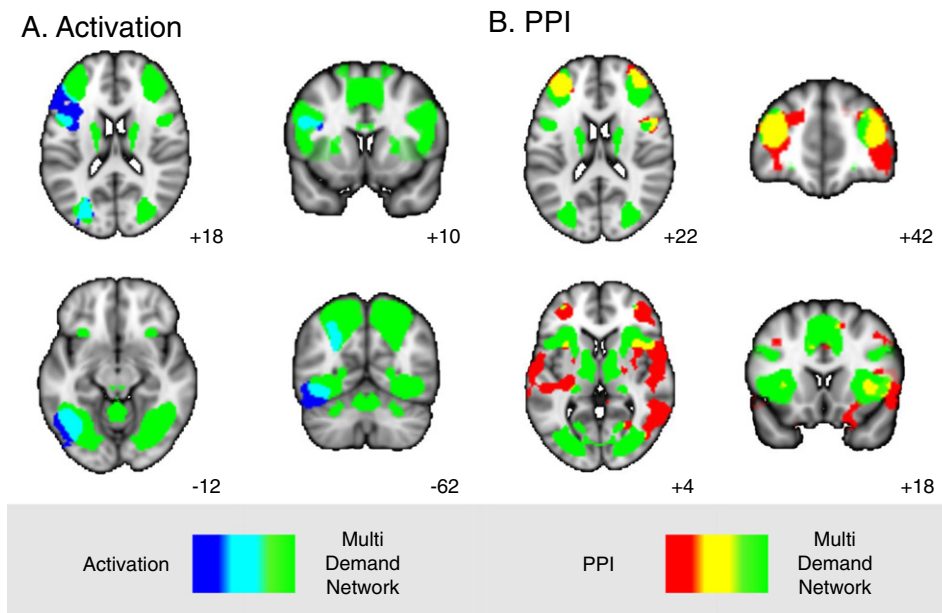 A. Activation
B. PPI
+18
+10
+22
+42
-12
-62
+4
+18
Activation
Multi
Demand
Network
PPI
Multi
Demand
Network